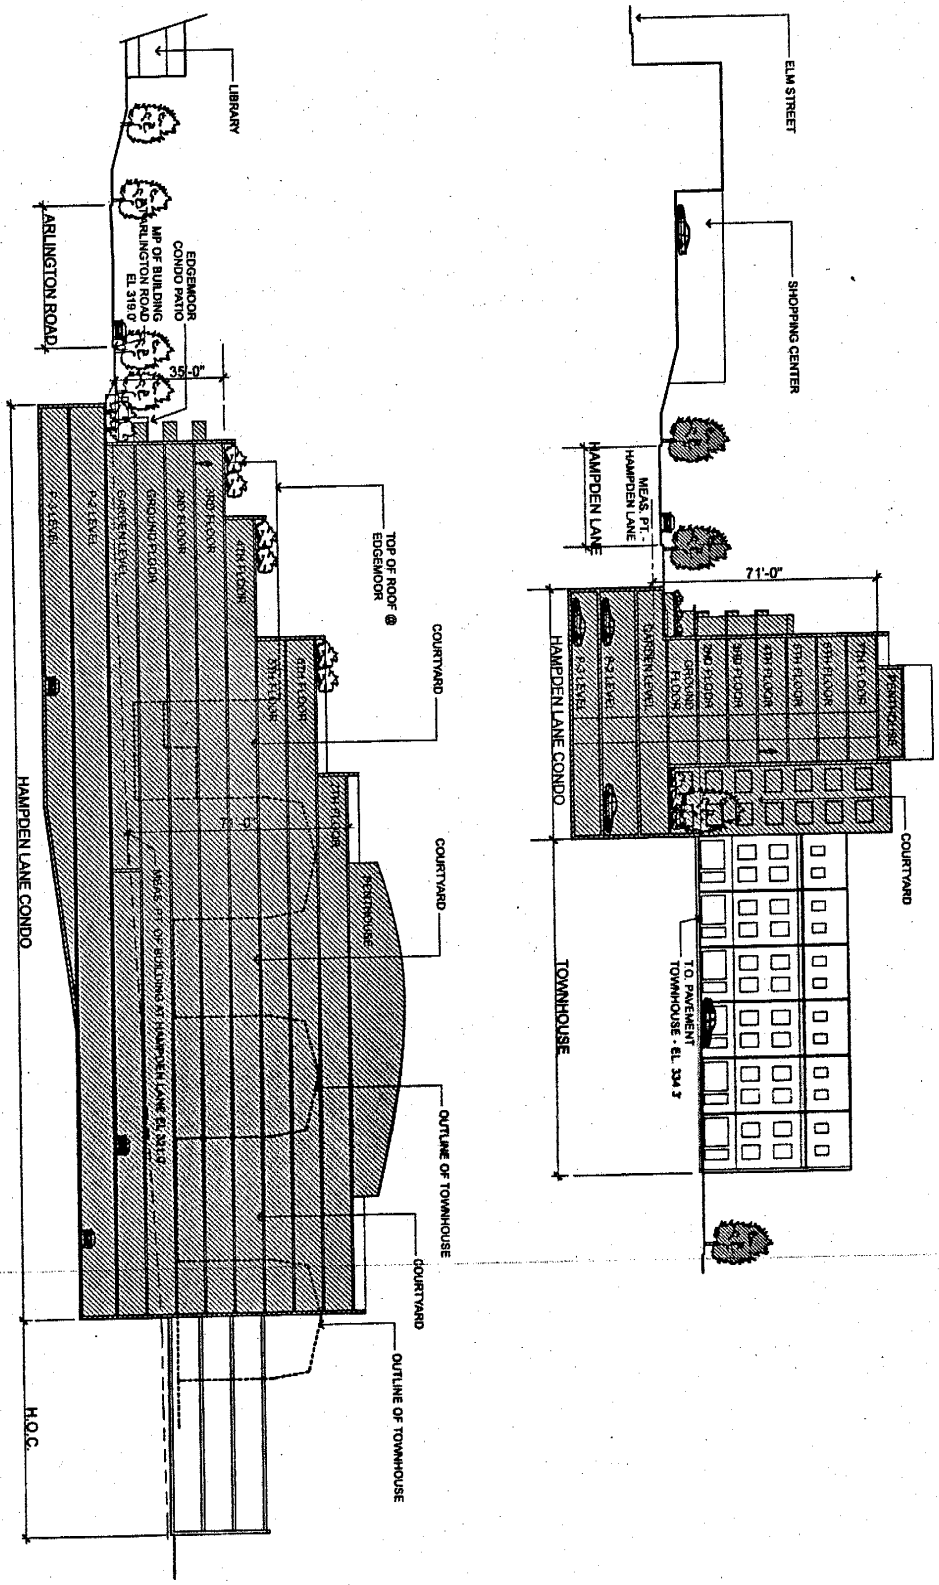 ELM STREET
SHOPPING CENTER
HAMPDEN LANE
MEAS. PT. -
HAMPDEN LANE
71'-0"
HAMPDEN LANE CONDO
PENTHOUSE
7TH FLOOR
6TH FLOOR
5TH FLOOR
4TH FLOOR
3RD FLOOR
2ND FLOOR
GROUND
FLOOR
GARDEN LEVEL
P-2 LEVEL
P-3 LEVEL
COURTYARD
T.O. PAVEMENT
TOWNHOUSE - EL. 334.3'
TOWNHOUSE
LIBRARY
ARLINGTON ROAD
EDGEMOOR
CONDO PATIO
MP OF BUILDING
AT ARLINGTON ROAD
EL 319.0'
35'-0"
TOP OF ROOF @
EDGEMOOR
COURTYARD
COURTYARD
OUTLINE OF TOWNHOUSE
COURTYARD
OUTLINE OF TOWNHOUSE
PENTHOUSE
7TH FLOOR
6TH FLOOR
5TH FLOOR
4TH FLOOR
3RD FLOOR
2ND FLOOR
GROUND FLOOR
GARDEN LEVEL
P-2 LEVEL
P-3 LEVEL
MEAS. PT. OF BUILDING AT HAMPDEN LANE
HAMPDEN LANE CONDO
H.O.C.